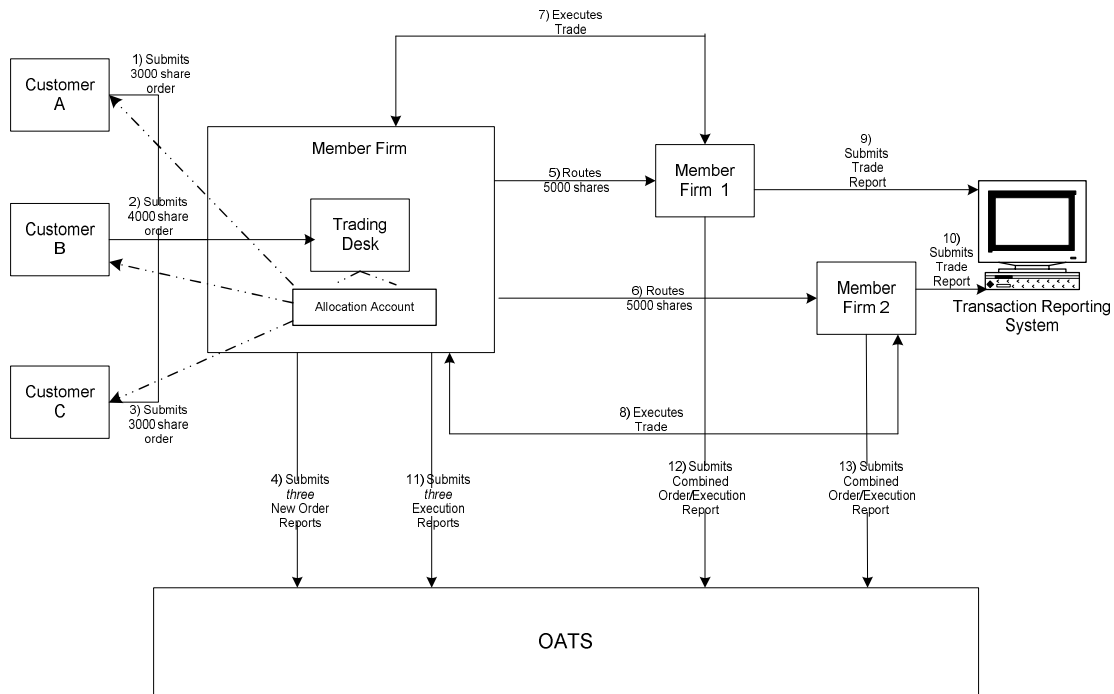 7) Executes
Trade
1) Submits
3000 share
order
Customer
A
Member Firm
9)
Submits
Trade
Report
Member
Firm 1
5) Routes
5000 shares
2) Submits
4000 share
order
Customer
B
Trading
Desk
10)
Submits
Trade
Report
Member
Firm 2
6) Routes
5000 shares
Allocation Account
Transaction Reporting
System
Customer
C
3) Submits
3000 share
order
8) Executes
Trade
4) Submits
three
New Order
Reports
11) Submits
three
Execution
Reports
12) Submits
Combined
Order/Execution
Report
13) Submits
Combined
Order/Execution
Report
OATS